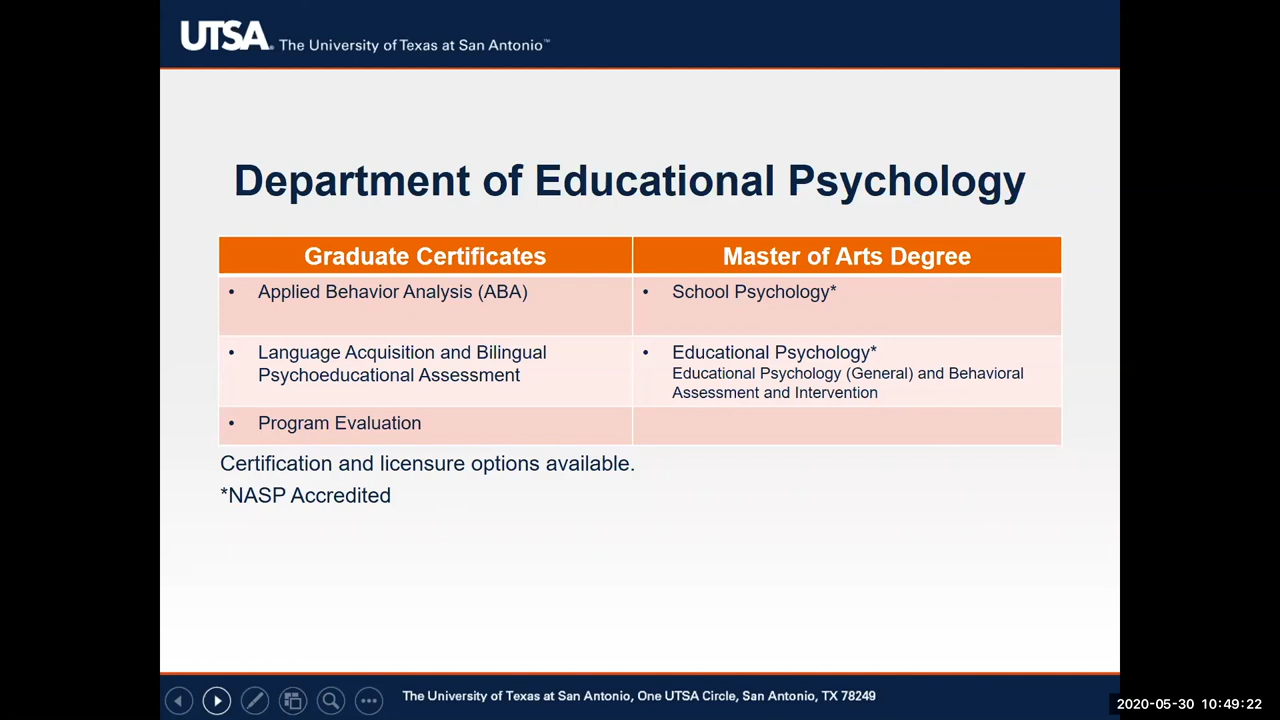 UTSA. The University of Texas at San Antonio™
Department of Educational Psychology
Graduate Certificates
Master of Arts Degree
• Applied Behavior Analysis (ABA)
• School Psychology*
• Language Acquisition and Bilingual
Psychoeducational Assessment
• Educational Psychology*
Educational Psychology (General) and Behavioral
Assessment and Intervention
• Program Evaluation
Certification and licensure options available.
*NASP Accredited
The University of Texas at San Antonio, One UTSA Circle, San Antonio, TX 78249
2020-05-30 10:49:22